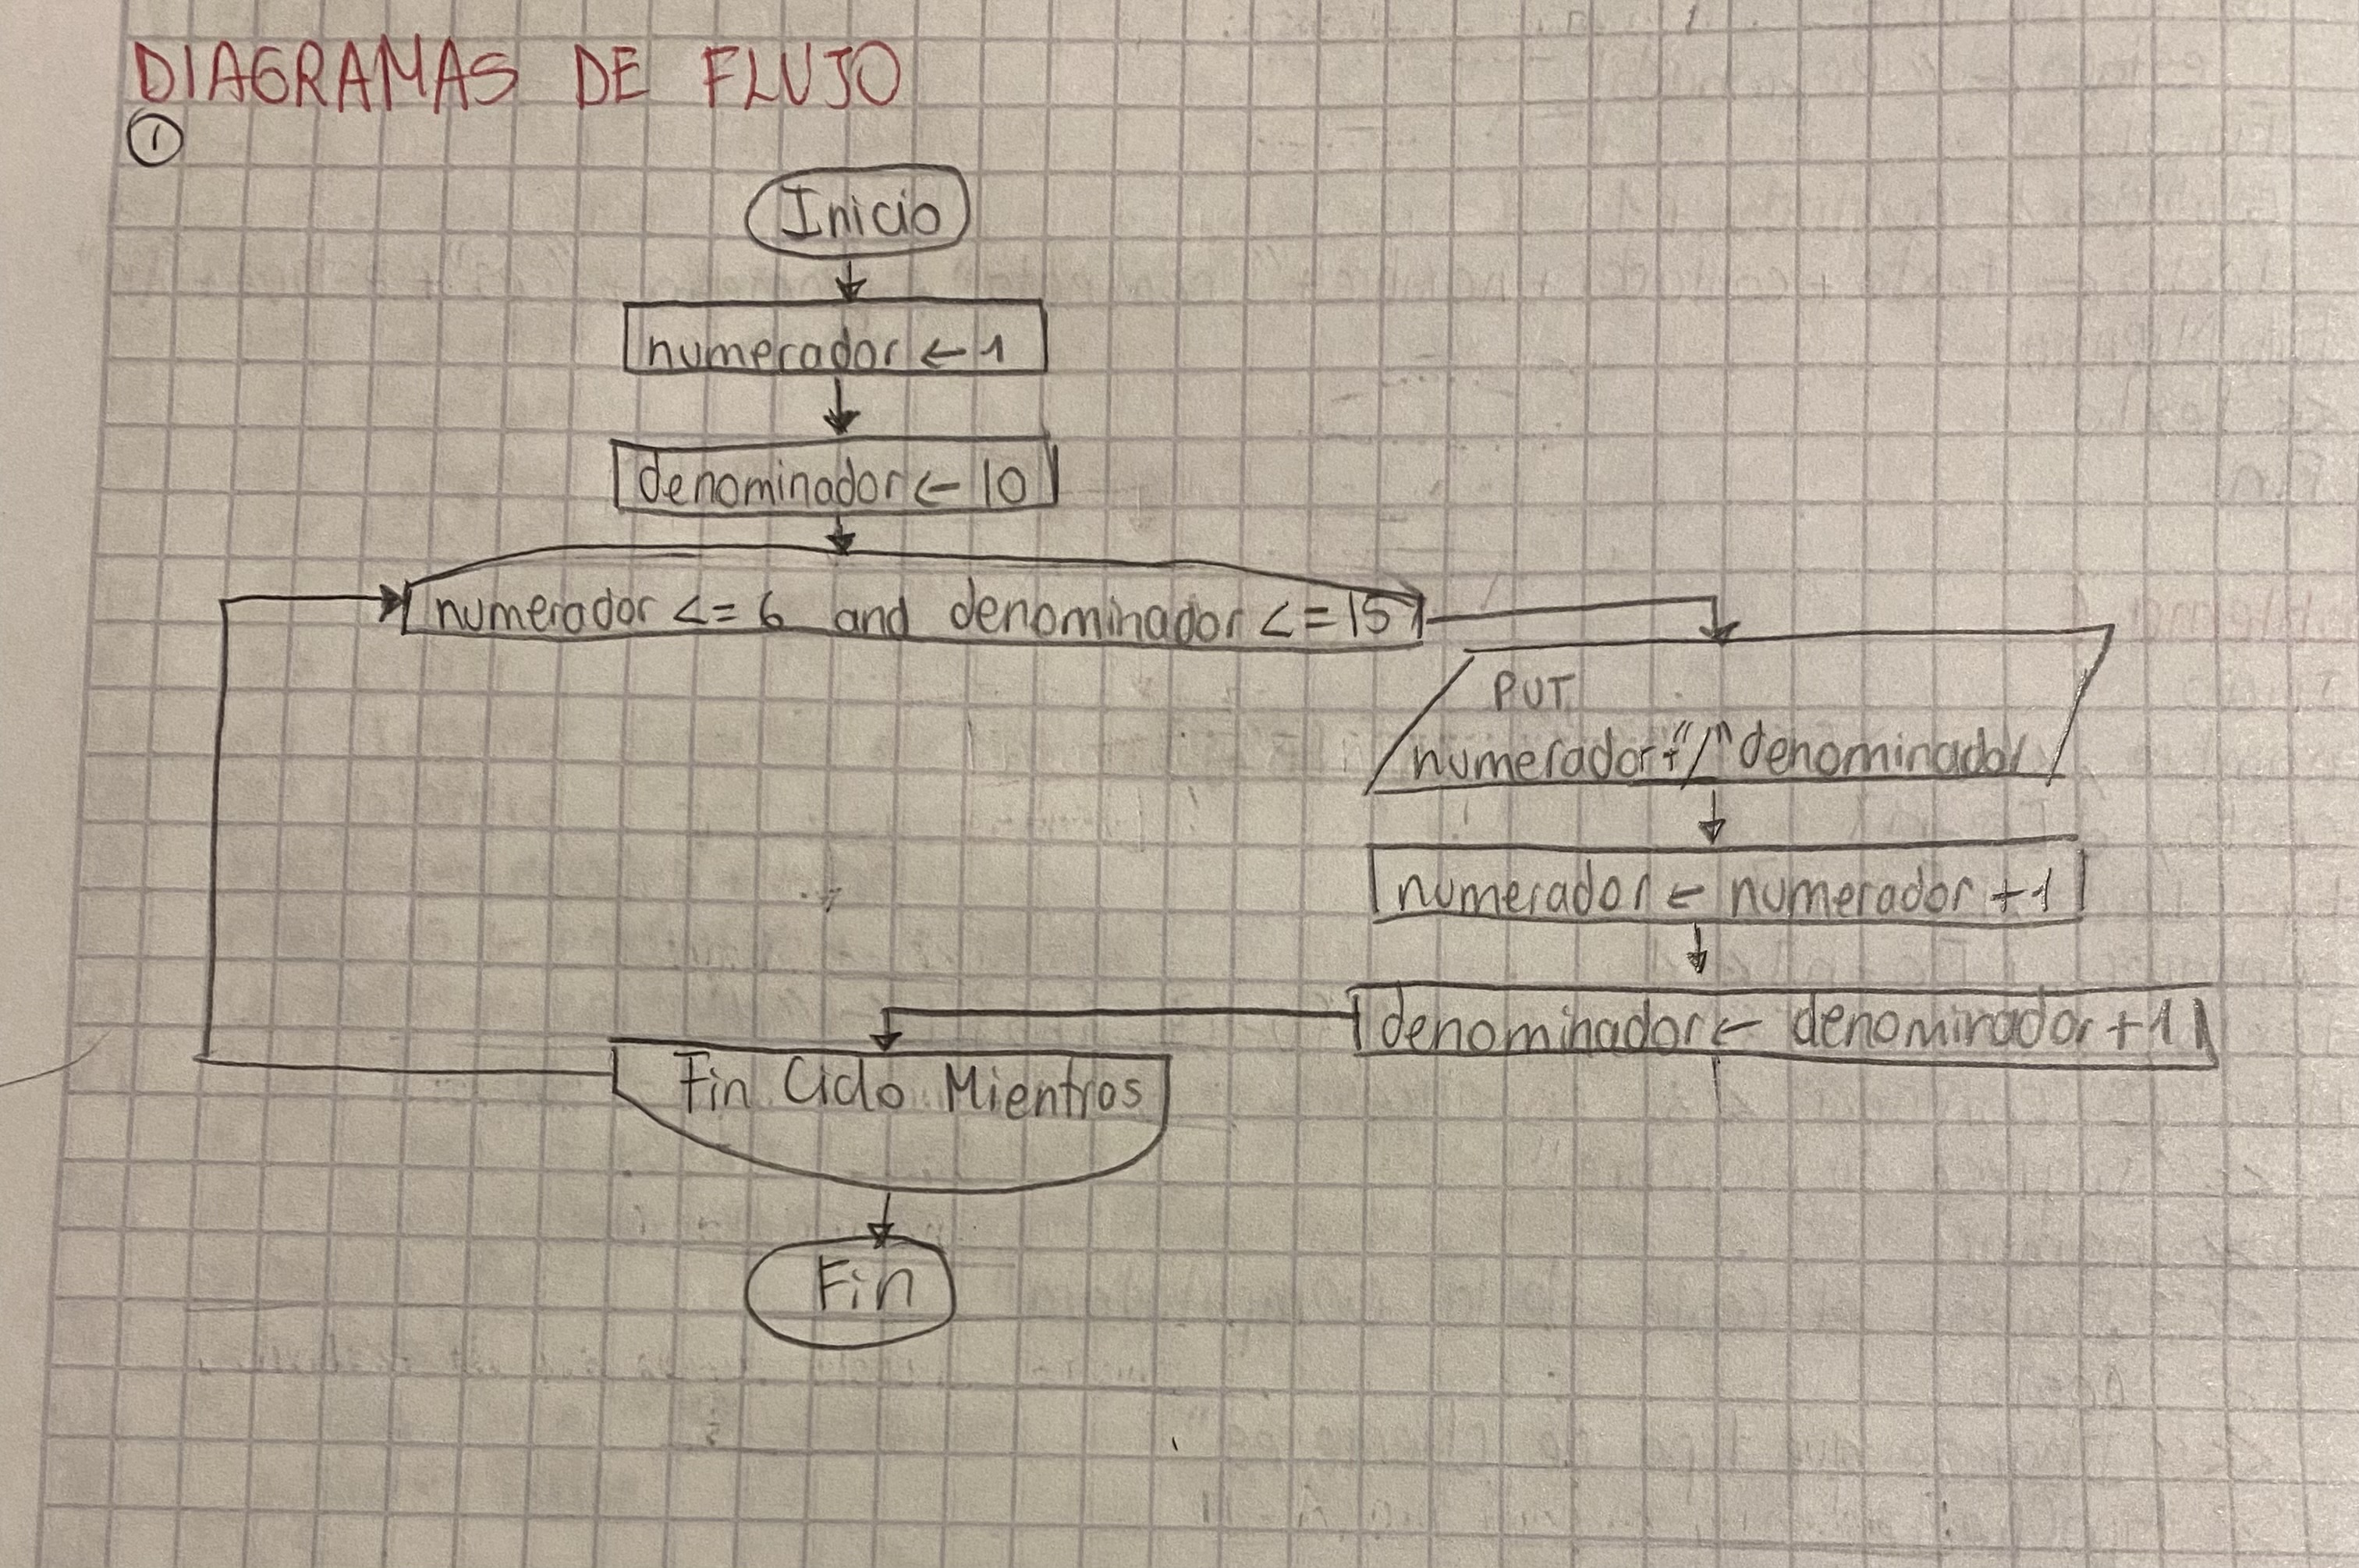 DIAGRAMAS DE FLUJO
1
Inicio
numerador ← 1
denominador ← 10
numerador <= 6 and denominador <= 15
PUT
numerador+"/" denominador
numerador ← numerador +1
denominador ← denominador +1
Fin Ciclo Mientras
Fin